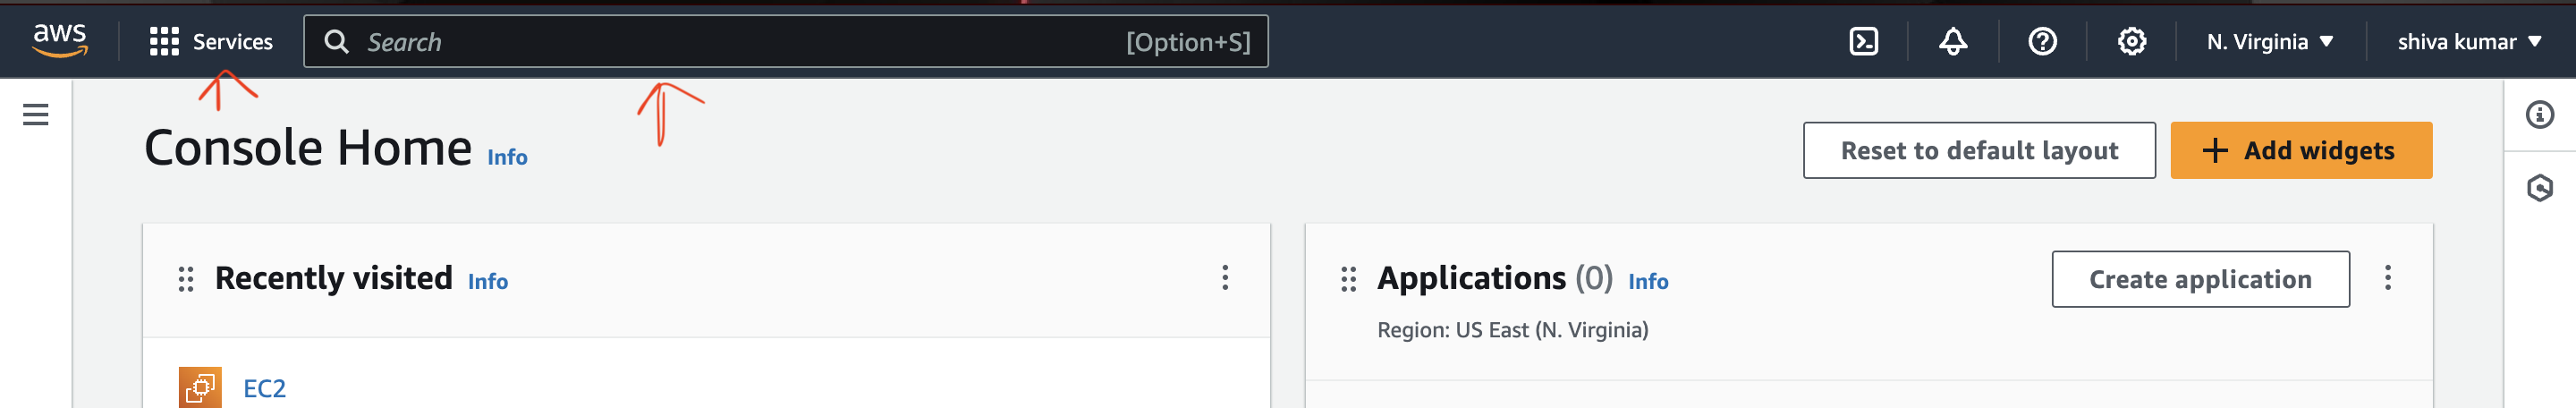 aws Services Search [Option+S] N. Virginia shiva kumar
Console Home Info Reset to default layout Add widgets
Recently visited Info
Applications (0) Info Create application
Region: US East (N. Virginia)
EC2